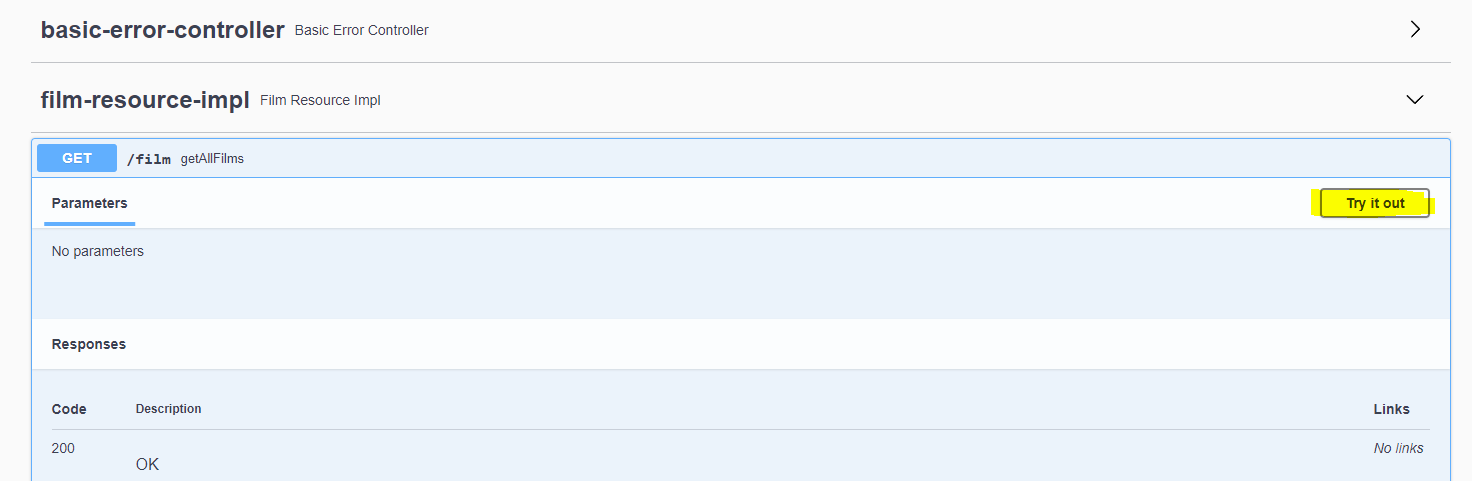 basic-error-controller Basic Error Controller
film-resource-impl Film Resource Impl
GET /film getAllFilms
Parameters Try it out
No parameters
Responses
Code Description Links
200 No links
OK